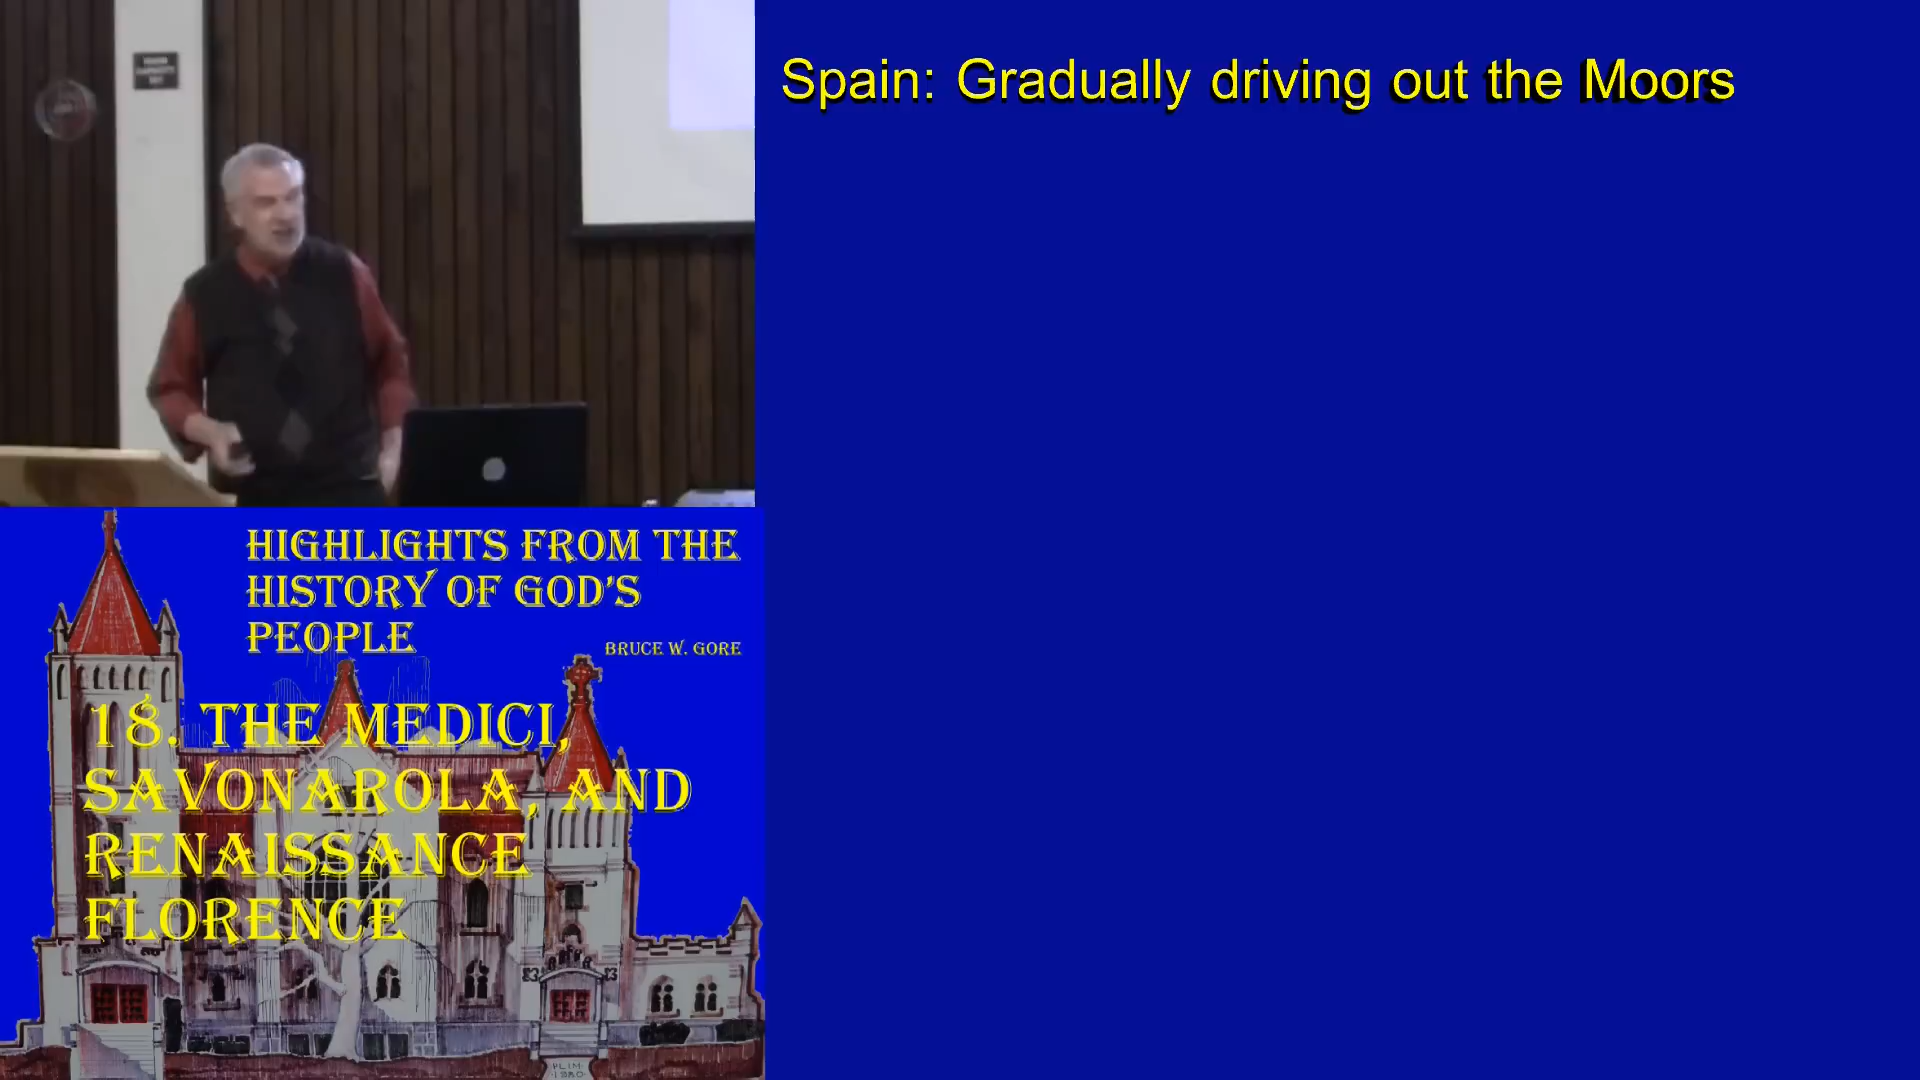 Spain: Gradually driving out the Moors
HIGHLIGHTS FROM THE
HISTORY OF GOD'S
PEOPLE
BRUCE W. GORE
18. THE MEDICI,
SAVONAROLA, AND
RENAISSANCE
FLORENCE